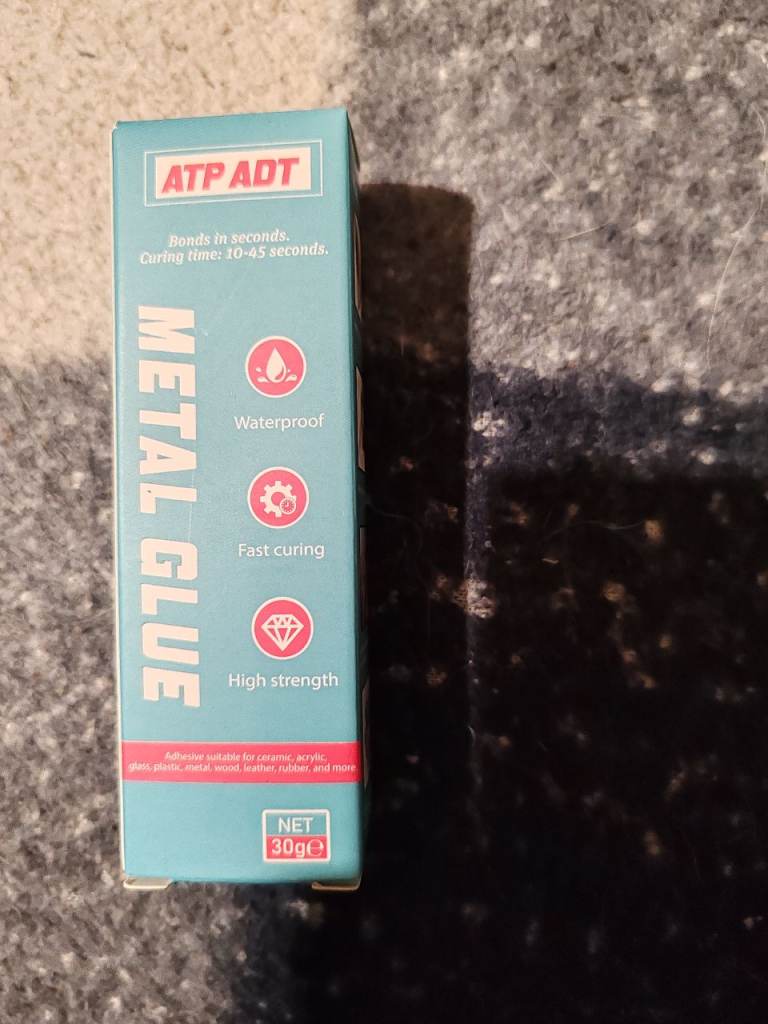 ATP ADT
Bonds in seconds.
Curing time: 10-45 seconds.
METAL GLUE
Waterproof
Fast curing
High strength
Adhesive suitable for ceramic, acrylic,
glass, plastic, metal, wood, leather, rubber, and more
NET
30g℮